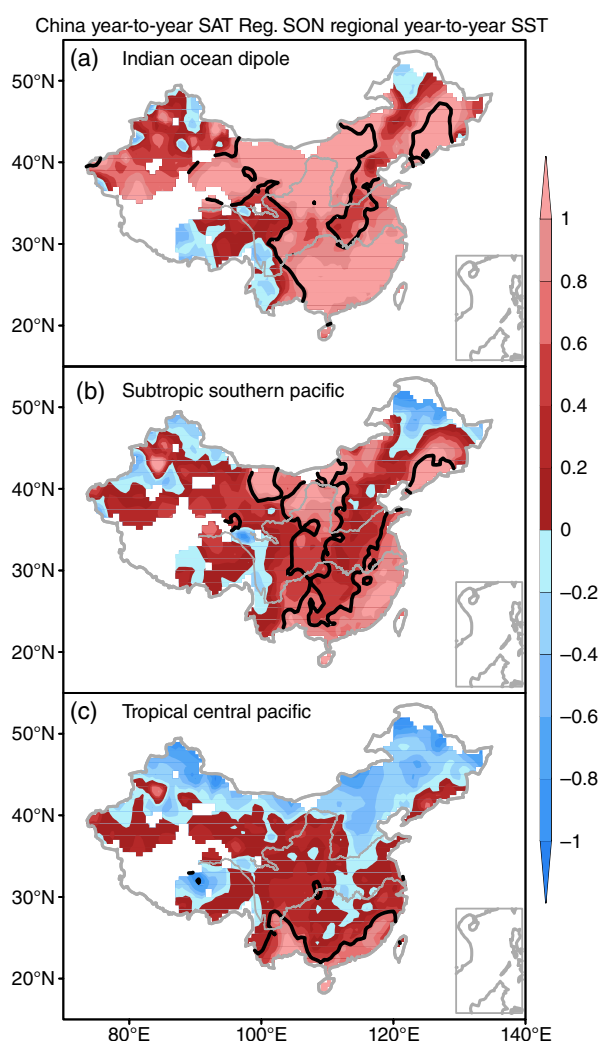 China year-to-year SAT Reg. SON regional year-to-year SST
(a) Indian ocean dipole
50°N
40°N
30°N
20°N
(b) Subtropic southern pacific
50°N
40°N
30°N
20°N
(c) Tropical central pacific
50°N
40°N
30°N
20°N
80°E 100°E 120°E 140°E
1
0.8
0.6
0.4
0.2
0
−0.2
−0.4
−0.6
−0.8
−1